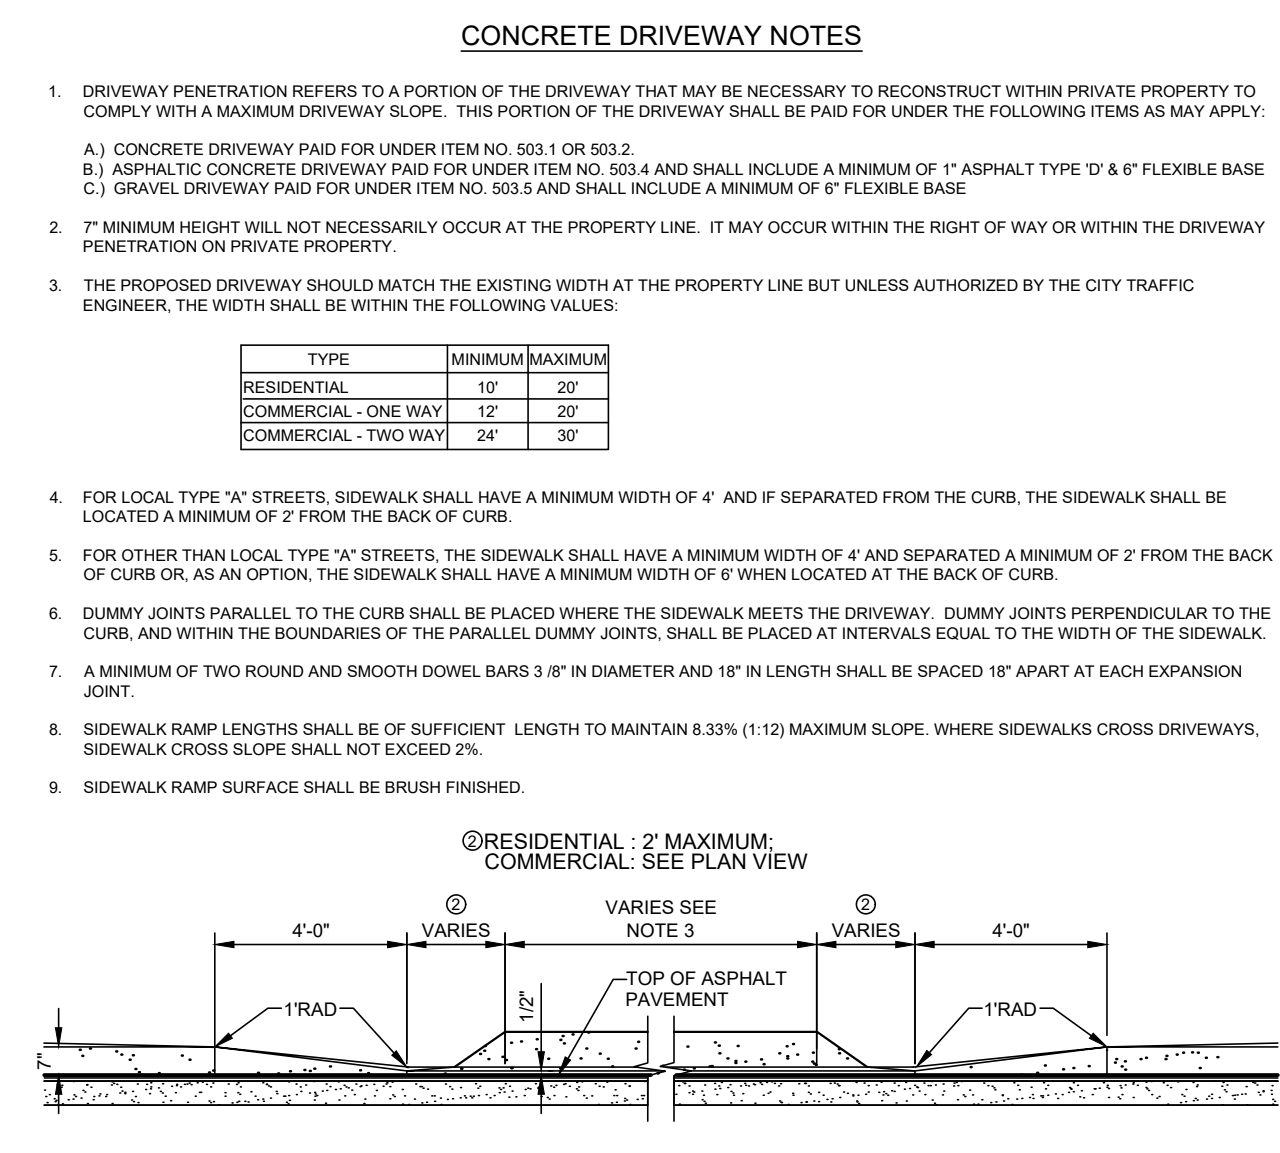 CONCRETE DRIVEWAY NOTES
1. DRIVEWAY PENETRATION REFERS TO A PORTION OF THE DRIVEWAY THAT MAY BE NECESSARY TO RECONSTRUCT WITHIN PRIVATE PROPERTY TO
COMPLY WITH A MAXIMUM DRIVEWAY SLOPE. THIS PORTION OF THE DRIVEWAY SHALL BE PAID FOR UNDER THE FOLLOWING ITEMS AS MAY APPLY:
A.) CONCRETE DRIVEWAY PAID FOR UNDER ITEM NO. 503.1 OR 503.2.
B.) ASPHALTIC CONCRETE DRIVEWAY PAID FOR UNDER ITEM NO. 503.4 AND SHALL INCLUDE A MINIMUM OF 1" ASPHALT TYPE 'D' & 6" FLEXIBLE BASE
C.) GRAVEL DRIVEWAY PAID FOR UNDER ITEM NO. 503.5 AND SHALL INCLUDE A MINIMUM OF 6" FLEXIBLE BASE
2. 7" MINIMUM HEIGHT WILL NOT NECESSARILY OCCUR AT THE PROPERTY LINE. IT MAY OCCUR WITHIN THE RIGHT OF WAY OR WITHIN THE DRIVEWAY
PENETRATION ON PRIVATE PROPERTY.
3. THE PROPOSED DRIVEWAY SHOULD MATCH THE EXISTING WIDTH AT THE PROPERTY LINE BUT UNLESS AUTHORIZED BY THE CITY TRAFFIC
ENGINEER, THE WIDTH SHALL BE WITHIN THE FOLLOWING VALUES:
TYPE MINIMUM MAXIMUM
RESIDENTIAL 10' 20'
COMMERCIAL - ONE WAY 12' 20'
COMMERCIAL - TWO WAY 24' 30'
4. FOR LOCAL TYPE "A" STREETS, SIDEWALK SHALL HAVE A MINIMUM WIDTH OF 4' AND IF SEPARATED FROM THE CURB, THE SIDEWALK SHALL BE
LOCATED A MINIMUM OF 2' FROM THE BACK OF CURB.
5. FOR OTHER THAN LOCAL TYPE "A" STREETS, THE SIDEWALK SHALL HAVE A MINIMUM WIDTH OF 4' AND SEPARATED A MINIMUM OF 2' FROM THE BACK
OF CURB OR, AS AN OPTION, THE SIDEWALK SHALL HAVE A MINIMUM WIDTH OF 6' WHEN LOCATED AT THE BACK OF CURB.
6. DUMMY JOINTS PARALLEL TO THE CURB SHALL BE PLACED WHERE THE SIDEWALK MEETS THE DRIVEWAY. DUMMY JOINTS PERPENDICULAR TO THE
CURB, AND WITHIN THE BOUNDARIES OF THE PARALLEL DUMMY JOINTS, SHALL BE PLACED AT INTERVALS EQUAL TO THE WIDTH OF THE SIDEWALK.
7. A MINIMUM OF TWO ROUND AND SMOOTH DOWEL BARS 3 /8" IN DIAMETER AND 18" IN LENGTH SHALL BE SPACED 18" APART AT EACH EXPANSION
JOINT.
8. SIDEWALK RAMP LENGTHS SHALL BE OF SUFFICIENT LENGTH TO MAINTAIN 8.33% (1:12) MAXIMUM SLOPE. WHERE SIDEWALKS CROSS DRIVEWAYS,
SIDEWALK CROSS SLOPE SHALL NOT EXCEED 2%.
9. SIDEWALK RAMP SURFACE SHALL BE BRUSH FINISHED.
②RESIDENTIAL : 2' MAXIMUM;
COMMERCIAL: SEE PLAN VIEW
② VARIES SEE ②
4'-0" VARIES NOTE 3 VARIES 4'-0"
TOP OF ASPHALT
PAVEMENT
1/2"
1'RAD
1'RAD
7"